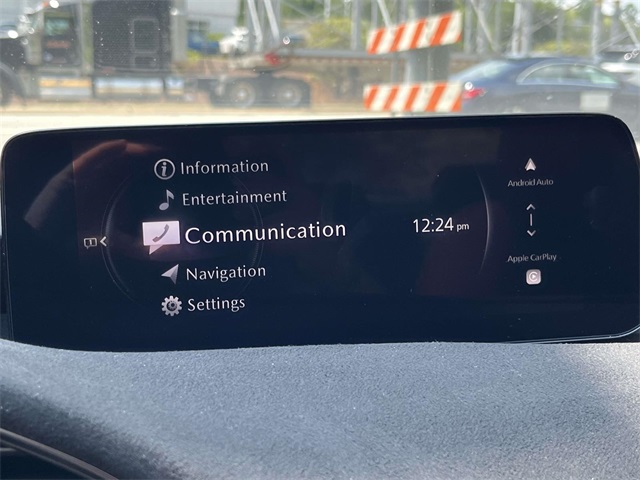 Information
Entertainment
Communication
Navigation
Settings
12:24 pm
Android Auto
Apple CarPlay